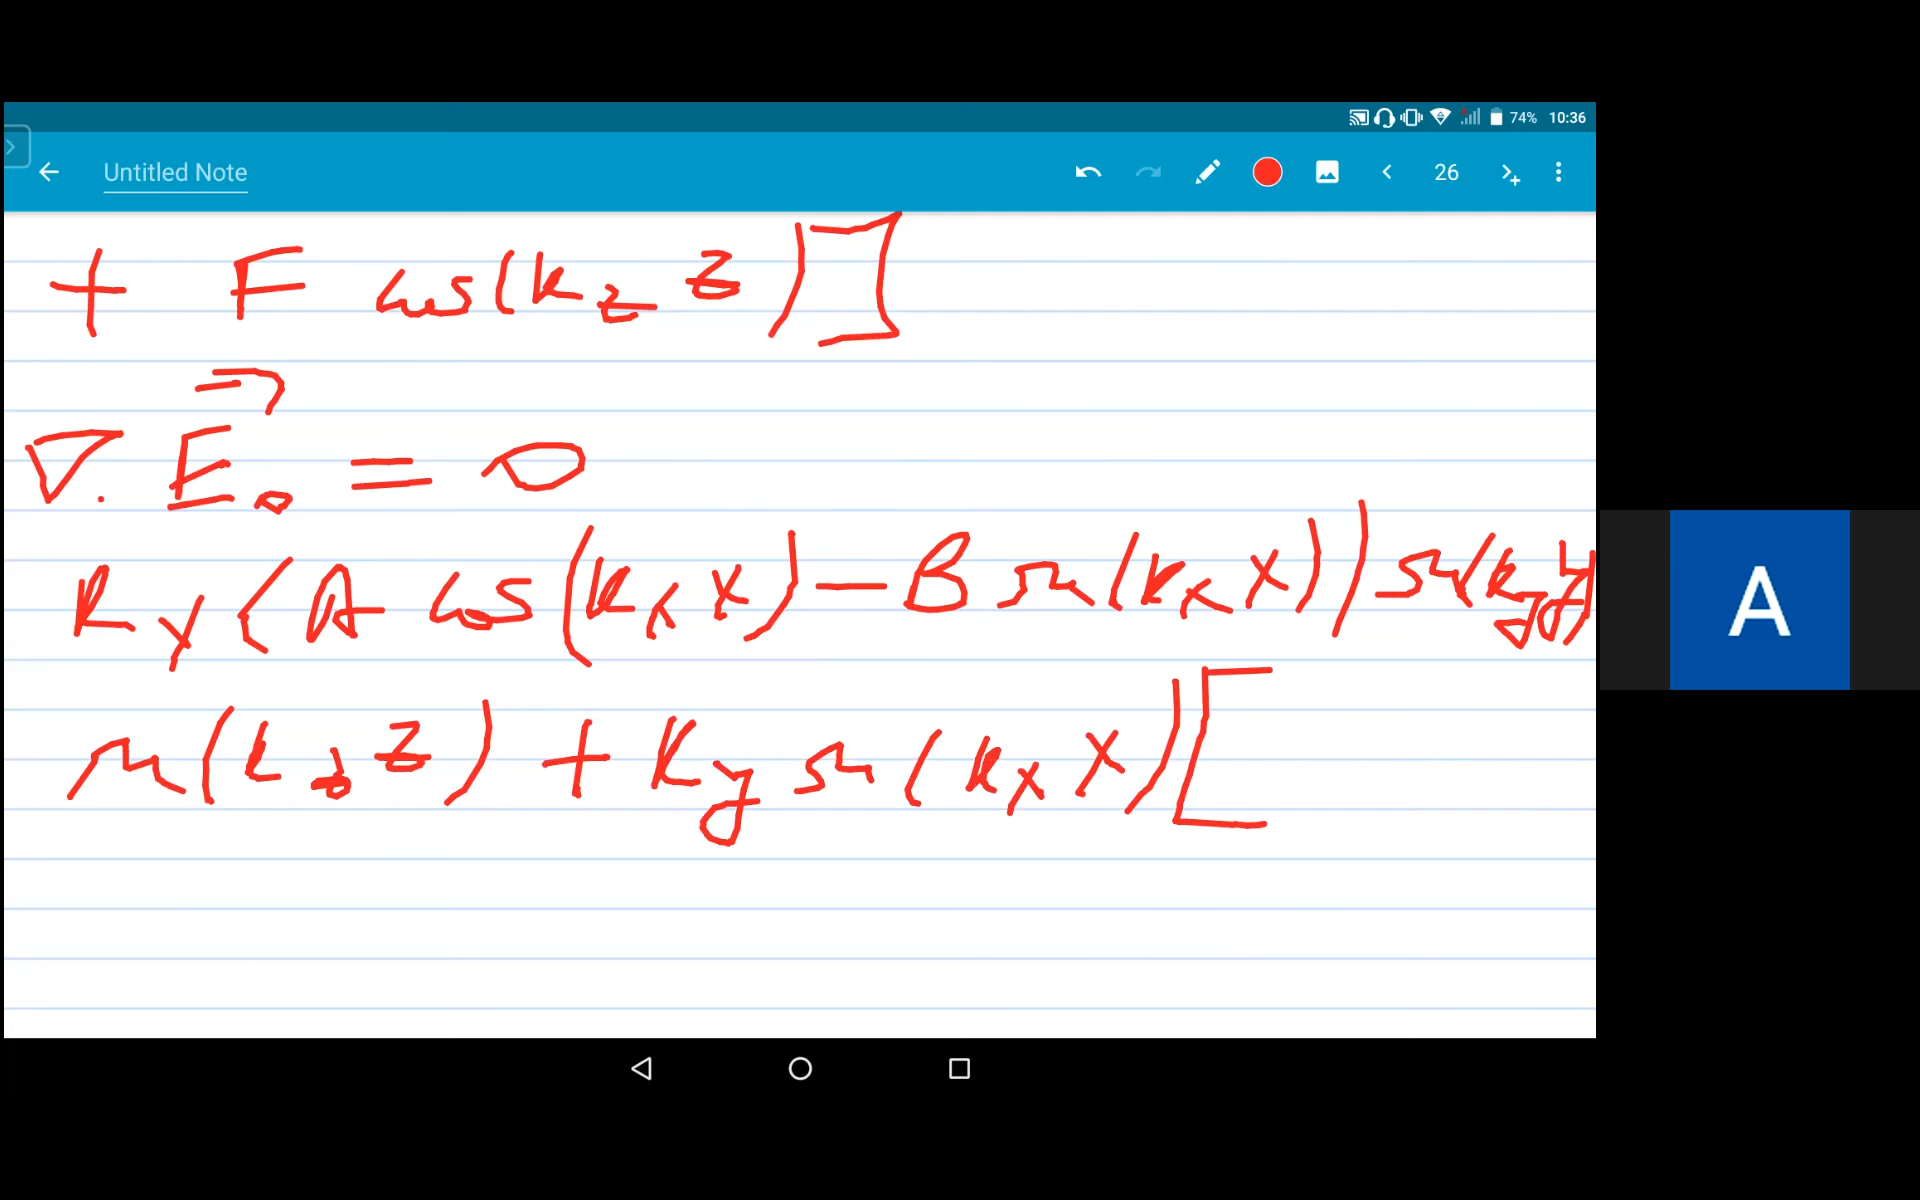 74% 10:36
Untitled Note 26
+ F cos(kz z)]
∇. E⃗o = 0
kx (A cos(kx x) - B sin(kx x)) sin(ky y)
sin(kz z) + ky sin(kx x) [
A